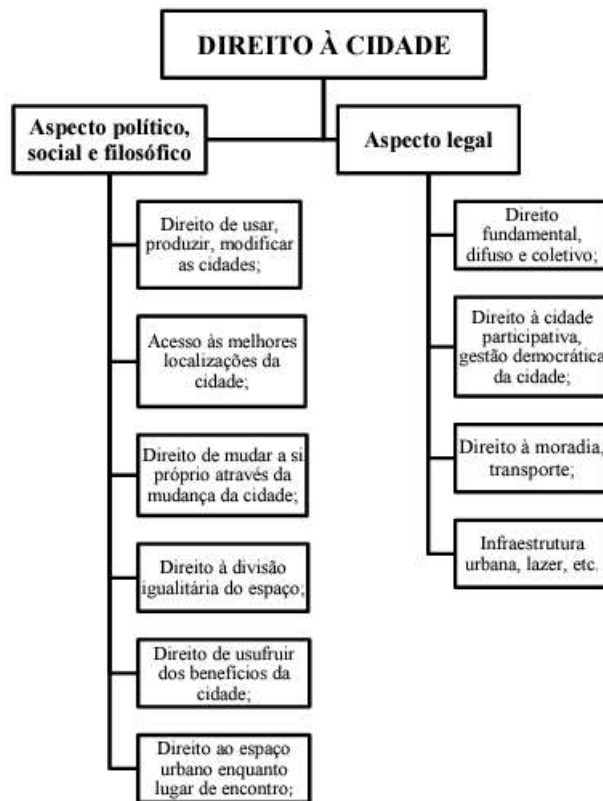 DIREITO À CIDADE
Aspecto político,
social e filosófico
Direito de usar,
produzir, modificar
as cidades;
Acesso às melhores
localizações da
cidade;
Direito de mudar a si
próprio através da
mudança da cidade;
Direito à divisão
igualitária do espaço;
Direito de usufruir
dos benefícios da
cidade;
Direito ao espaço
urbano enquanto
lugar de encontro;
Aspecto legal
Direito
fundamental,
difuso e coletivo;
Direito à cidade
participativa,
gestão democrática
da cidade;
Direito à moradia,
transporte;
Infraestrutura
urbana, lazer, etc.